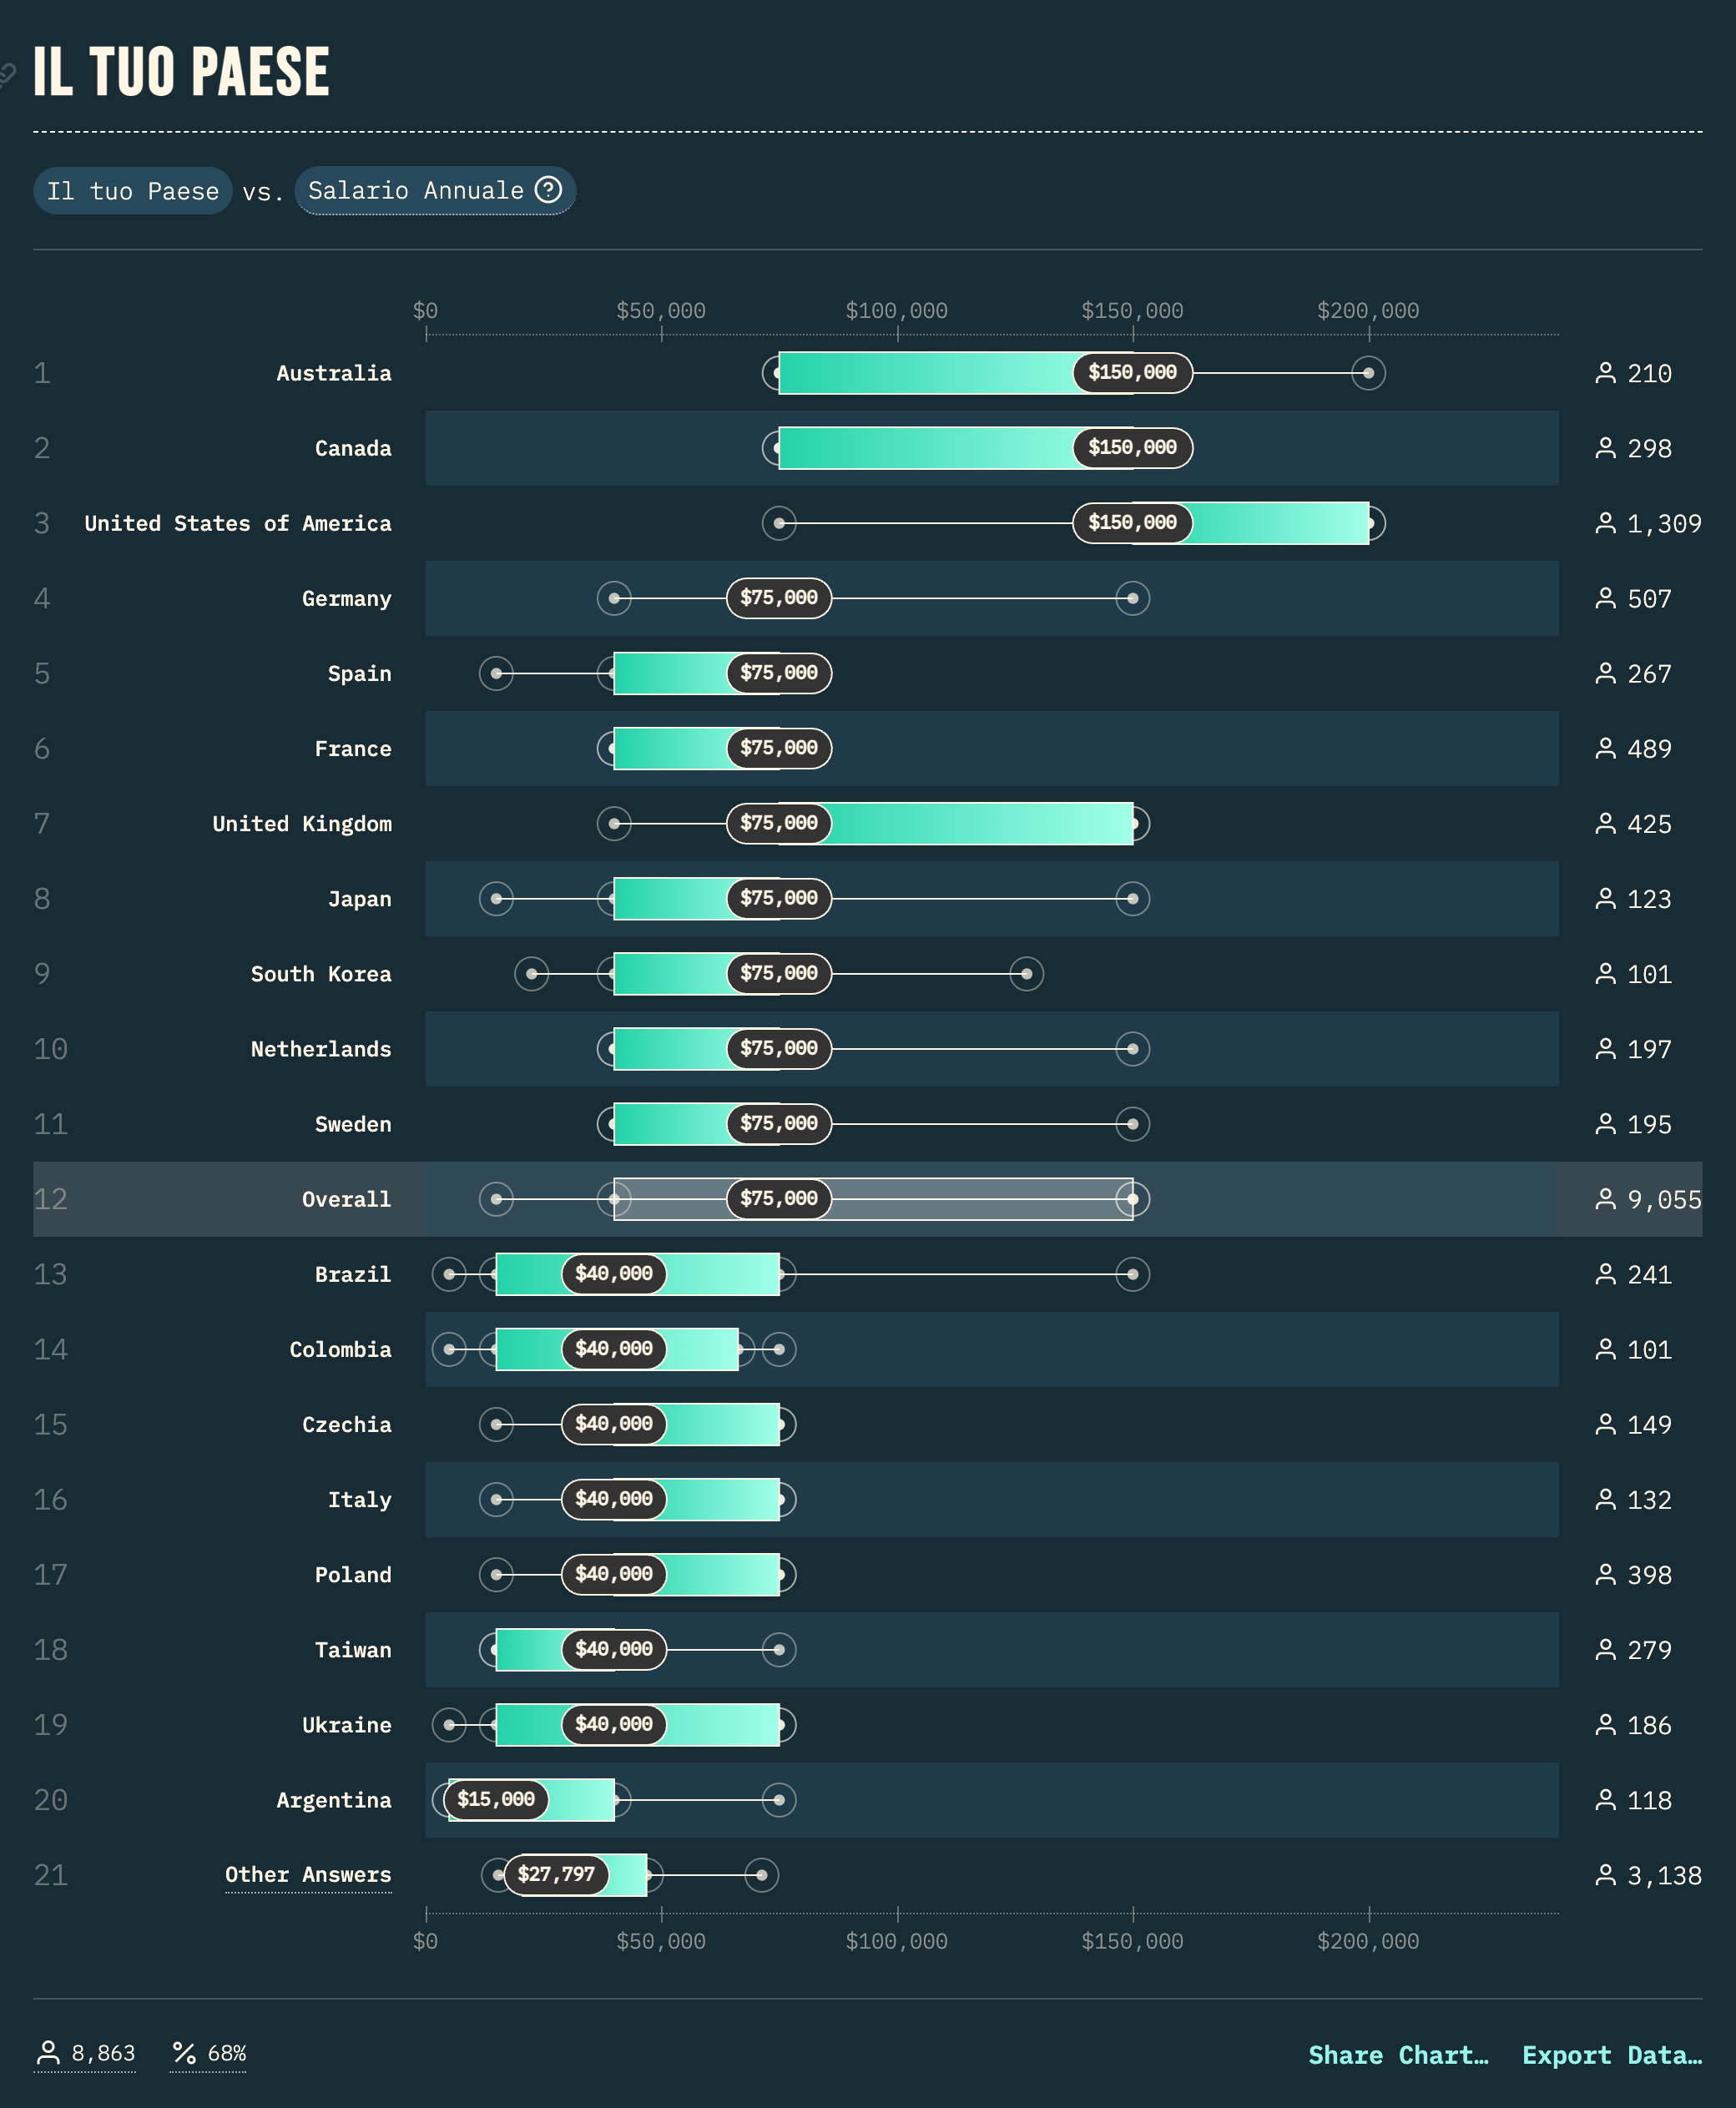 IL TUO PAESE
Il tuo Paese vs. Salario Annuale ?
$0 $50,000 $100,000 $150,000 $200,000
1 Australia $150,000 210
2 Canada $150,000 298
3 United States of America $150,000 1,309
4 Germany $75,000 507
5 Spain $75,000 267
6 France $75,000 489
7 United Kingdom $75,000 425
8 Japan $75,000 123
9 South Korea $75,000 101
10 Netherlands $75,000 197
11 Sweden $75,000 195
12 Overall $75,000 9,055
13 Brazil $40,000 241
14 Colombia $40,000 101
15 Czechia $40,000 149
16 Italy $40,000 132
17 Poland $40,000 398
18 Taiwan $40,000 279
19 Ukraine $40,000 186
20 Argentina $15,000 118
21 Other Answers $27,797 3,138
$0 $50,000 $100,000 $150,000 $200,000
8,863 % 68% Share Chart… Export Data…